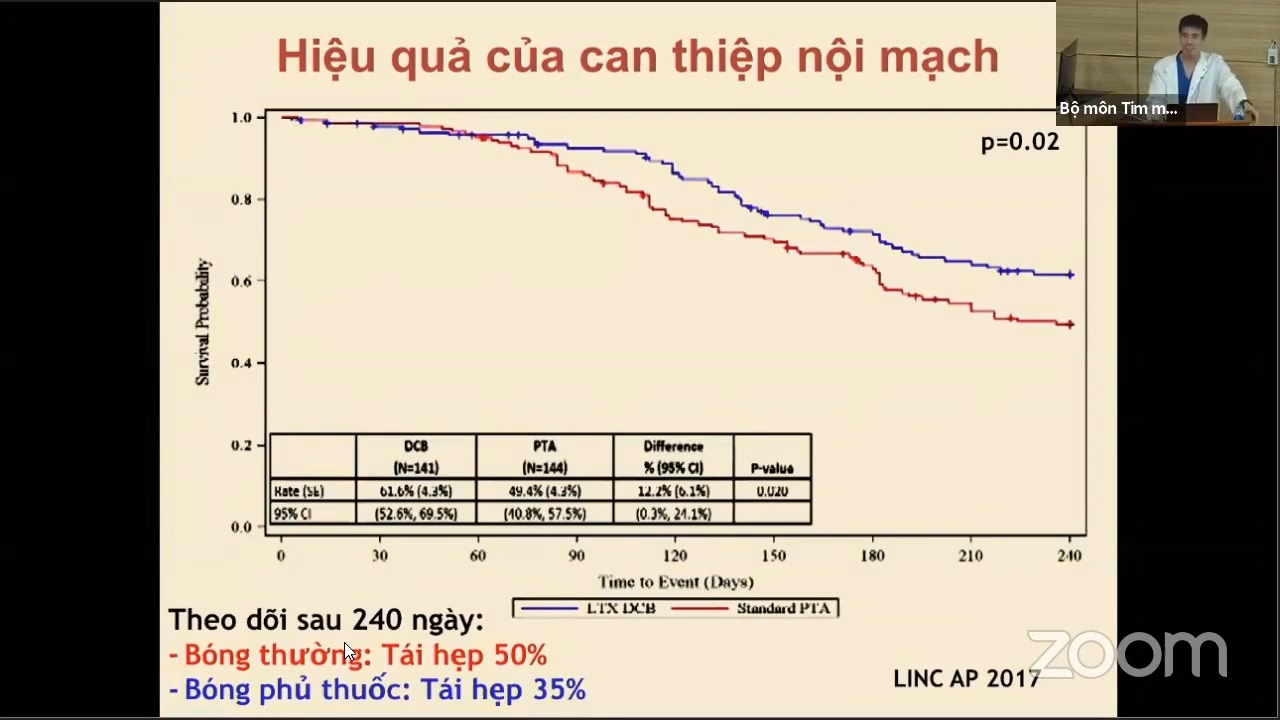 Hiệu quả của can thiệp nội mạch
Bộ môn Tim m...
p=0.02
1.0
0.8
0.6
0.4
0.2
0.0
Survival Probability
DCB PTA Difference
(N=141) (N=144) % (95% CI) P-value
Rate (SE) 61.6% (4.3%) 49.4% (4.3%) 12.2% (6.1%) 0.020
95% CI (52.6%, 69.5%) (40.8%, 57.5%) (0.3%, 24.1%)
0 30 60 90 120 150 180 210 240
Time to Event (Days)
LTX DCB Standard PTA
Theo dõi sau 240 ngày:
- Bóng thường: Tái hẹp 50%
- Bóng phủ thuốc: Tái hẹp 35%
LINC AP 2017
zoom